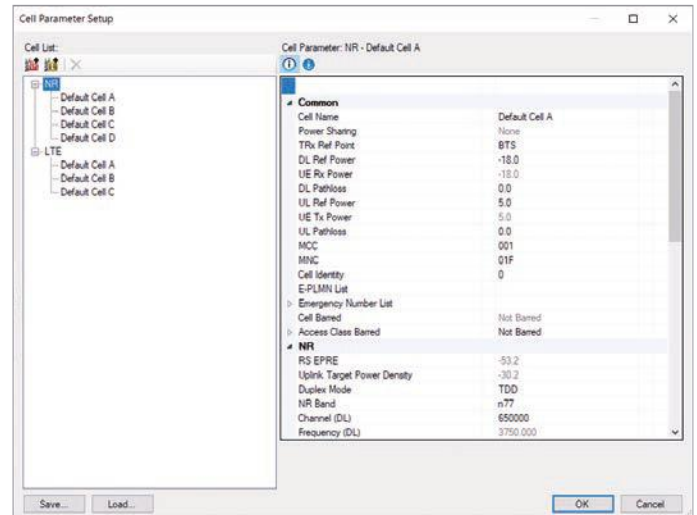 Cell Parameter Setup
Cell List:
NR
Default Cell A
Default Cell B
Default Cell C
Default Cell D
LTE
Default Cell A
Default Cell B
Default Cell C
Cell Parameter: NR - Default Cell A
Common
Cell Name Default Cell A
Power Sharing None
TRx Ref Point BTS
DL Ref Power -18.0
UE Rx Power -18.0
DL Pathloss 0.0
UL Ref Power 5.0
UE Tx Power 5.0
UL Pathloss 0.0
MCC 001
MNC 01F
Cell Identity 0
E-PLMN List
Emergency Number List
Cell Barred Not Barred
Access Class Barred Not Barred
NR
RS EPRE -53.2
Uplink Target Power Density -30.2
Duplex Mode TDD
NR Band n77
Channel (DL) 650000
Frequency (DL) 3750.000
Save... Load... OK Cancel